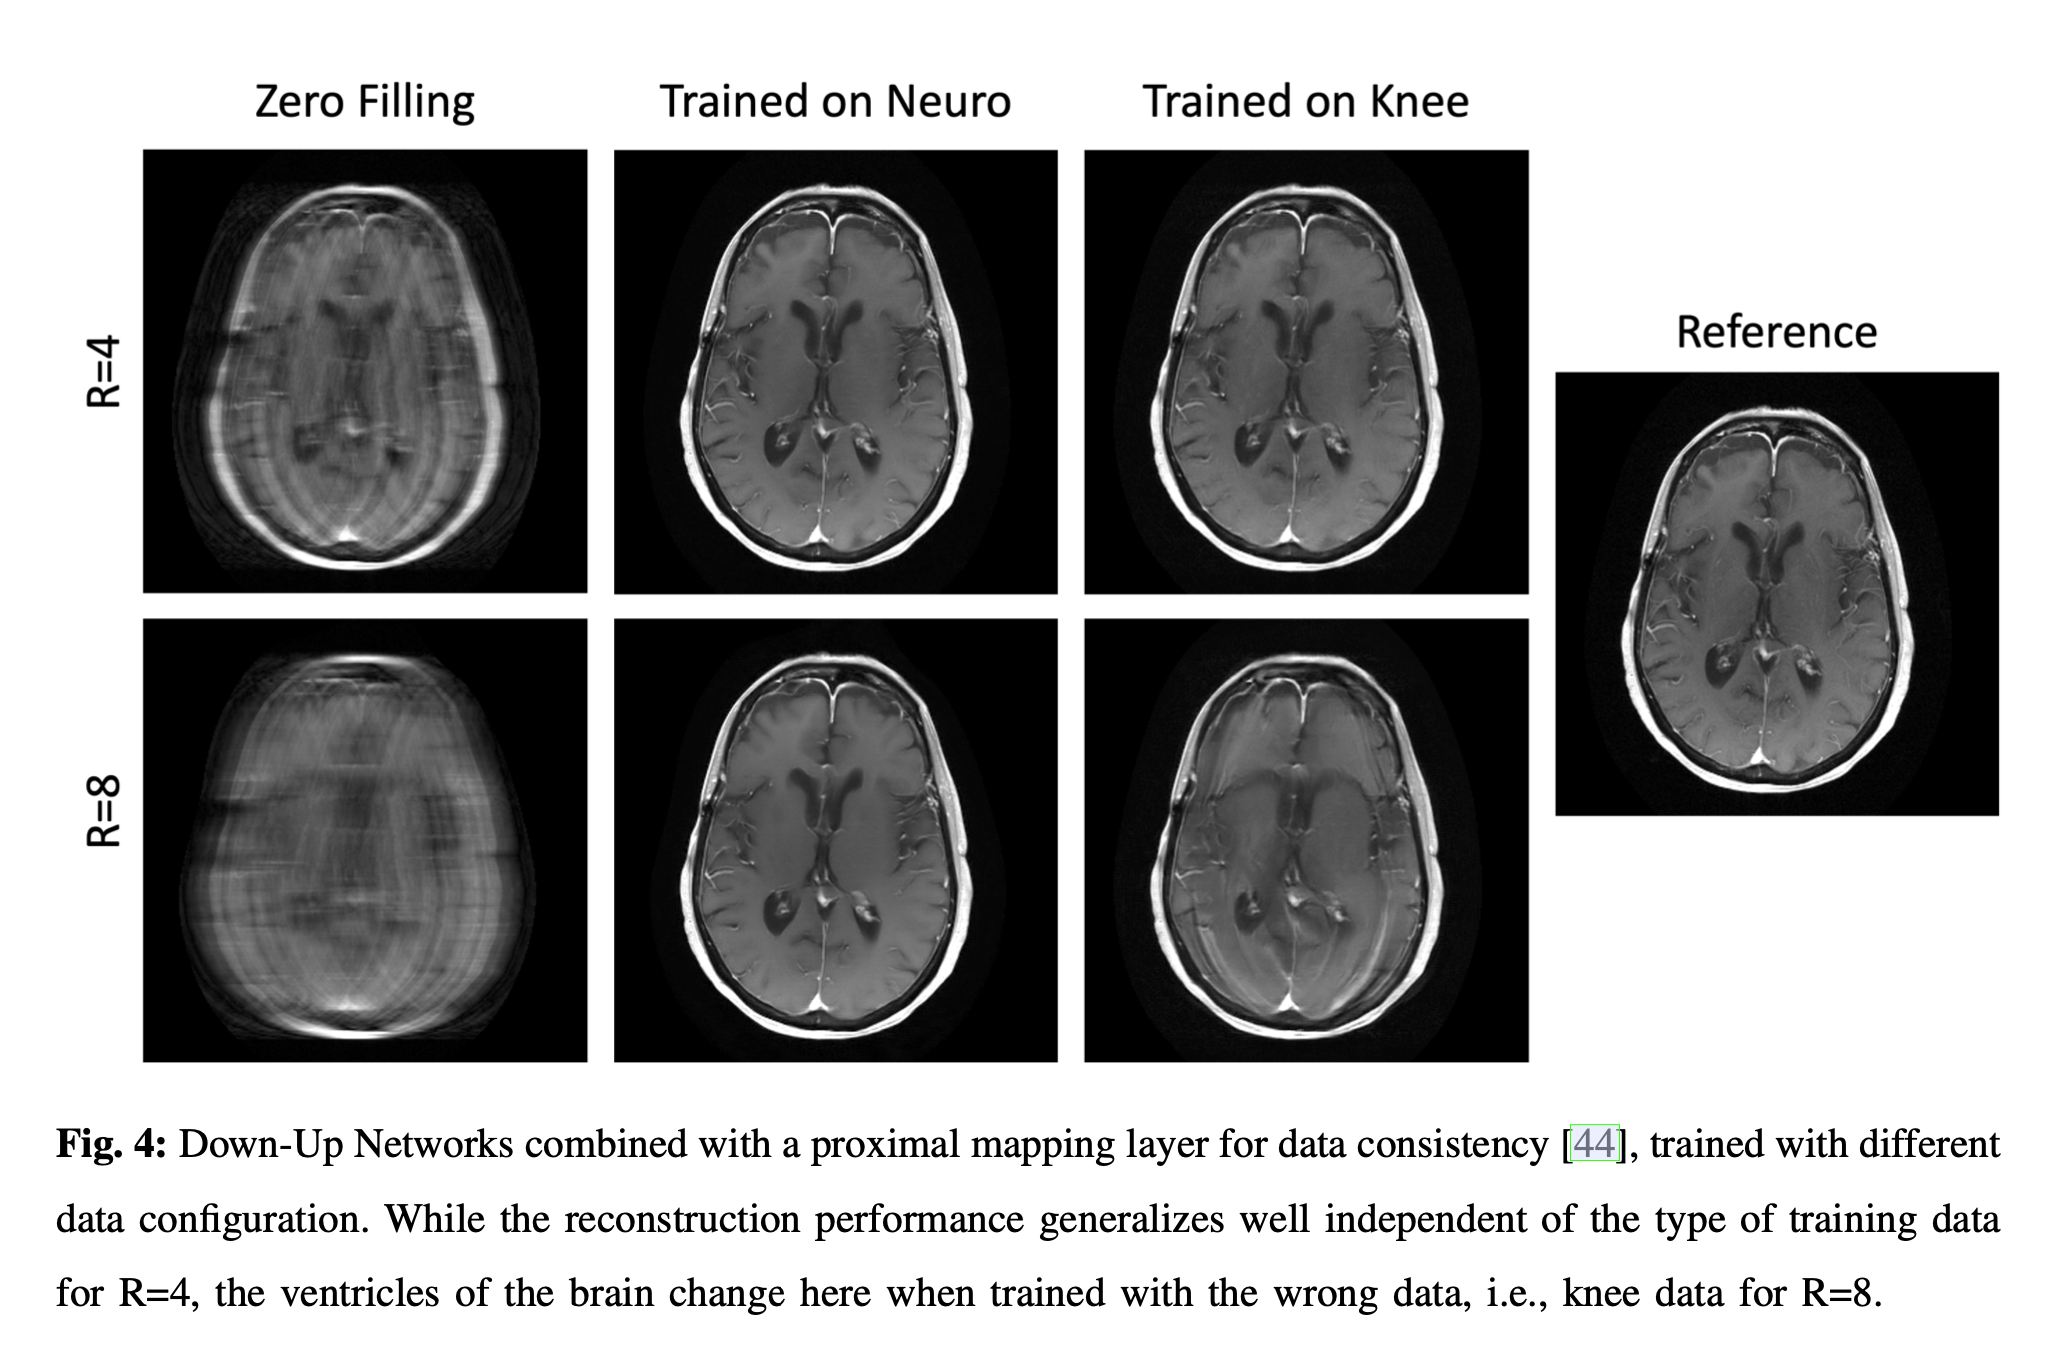 Zero Filling
Trained on Neuro
Trained on Knee
R=4
Reference
R=8
Fig. 4: Down-Up Networks combined with a proximal mapping layer for data consistency [44], trained with different
data configuration. While the reconstruction performance generalizes well independent of the type of training data
for R=4, the ventricles of the brain change here when trained with the wrong data, i.e., knee data for R=8.